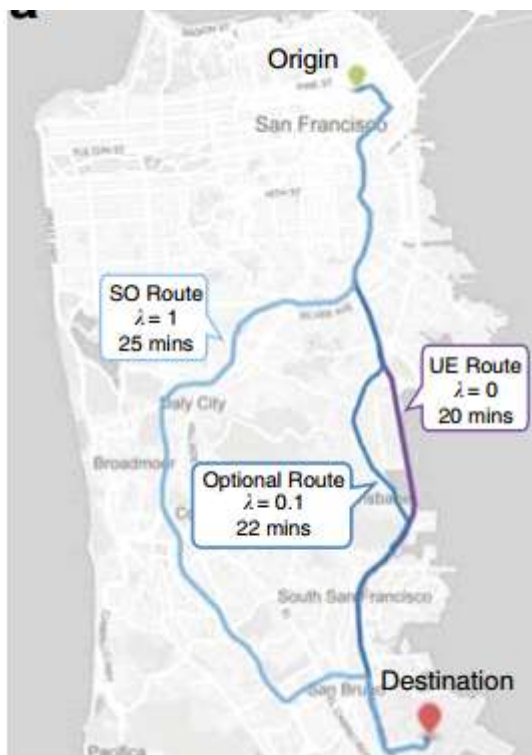 a
Origin
San Francisco
SO Route
λ = 1
25 mins
UE Route
λ = 0
20 mins
Daly City
Broadmoor
Optional Route
λ = 0.1
22 mins
South San Francisco
San Bruno
Destination
Pacifica